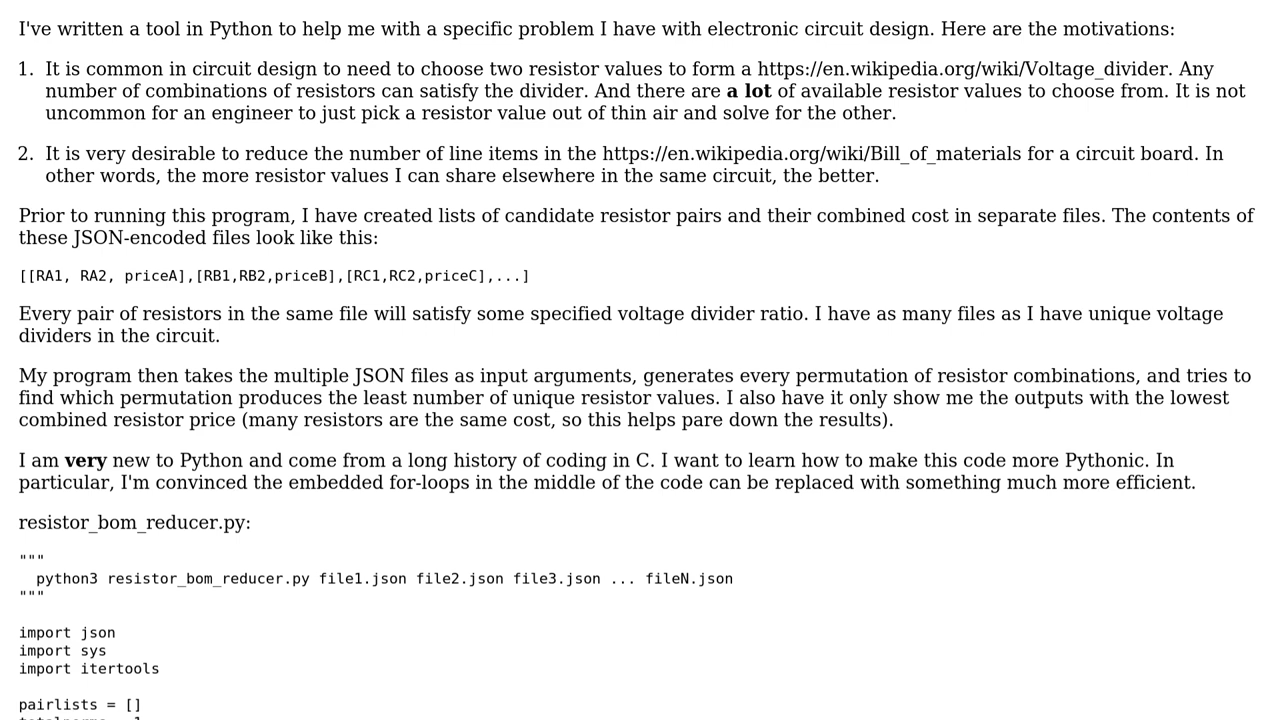 I've written a tool in Python to help me with a specific problem I have with electronic circuit design. Here are the motivations:
1. It is common in circuit design to need to choose two resistor values to form a https://en.wikipedia.org/wiki/Voltage_divider. Any
number of combinations of resistors can satisfy the divider. And there are a lot of available resistor values to choose from. It is not
uncommon for an engineer to just pick a resistor value out of thin air and solve for the other.
2. It is very desirable to reduce the number of line items in the https://en.wikipedia.org/wiki/Bill_of_materials for a circuit board. In
other words, the more resistor values I can share elsewhere in the same circuit, the better.
Prior to running this program, I have created lists of candidate resistor pairs and their combined cost in separate files. The contents of
these JSON-encoded files look like this:
[[RA1, RA2, priceA],[RB1,RB2,priceB],[RC1,RC2,priceC],...]
Every pair of resistors in the same file will satisfy some specified voltage divider ratio. I have as many files as I have unique voltage
dividers in the circuit.
My program then takes the multiple JSON files as input arguments, generates every permutation of resistor combinations, and tries to
find which permutation produces the least number of unique resistor values. I also have it only show me the outputs with the lowest
combined resistor price (many resistors are the same cost, so this helps pare down the results).
I am very new to Python and come from a long history of coding in C. I want to learn how to make this code more Pythonic. In
particular, I'm convinced the embedded for-loops in the middle of the code can be replaced with something much more efficient.
resistor_bom_reducer.py:
"""
python3 resistor_bom_reducer.py file1.json file2.json file3.json ... fileN.json
"""
import json
import sys
import itertools
pairlists = []